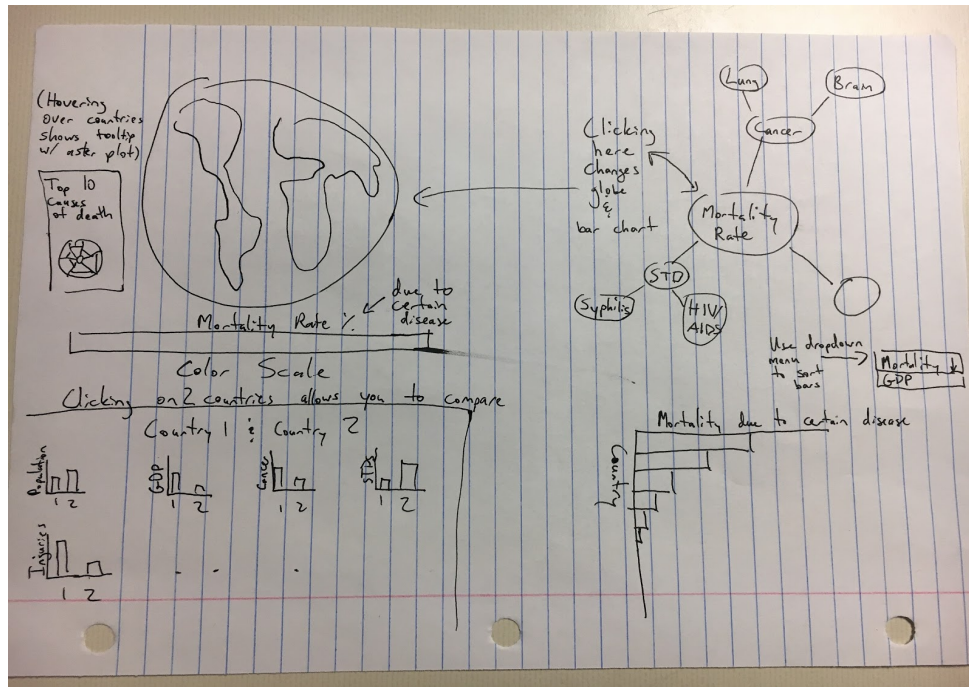 (Hovering
over countries
shows tooltip
w/ aster plot)
Top 10
causes
of death
Mortality Rate %
due to
certain
disease
Color Scale
Clicking on 2 countries allows you to compare
Country 1 & Country 2
Population
1 2
GDP
1 2
Cancer
1 2
STD
1 2
Injuries
1 2
Clicking
here
changes
globe
&
bar chart
Lung
Brain
Cancer
Mortality
Rate
STD
Syphilis
HIV/
AIDS
Use dropdown
menu
to sort
bars
Mortality ↓
GDP
Mortality due to certain disease
Country